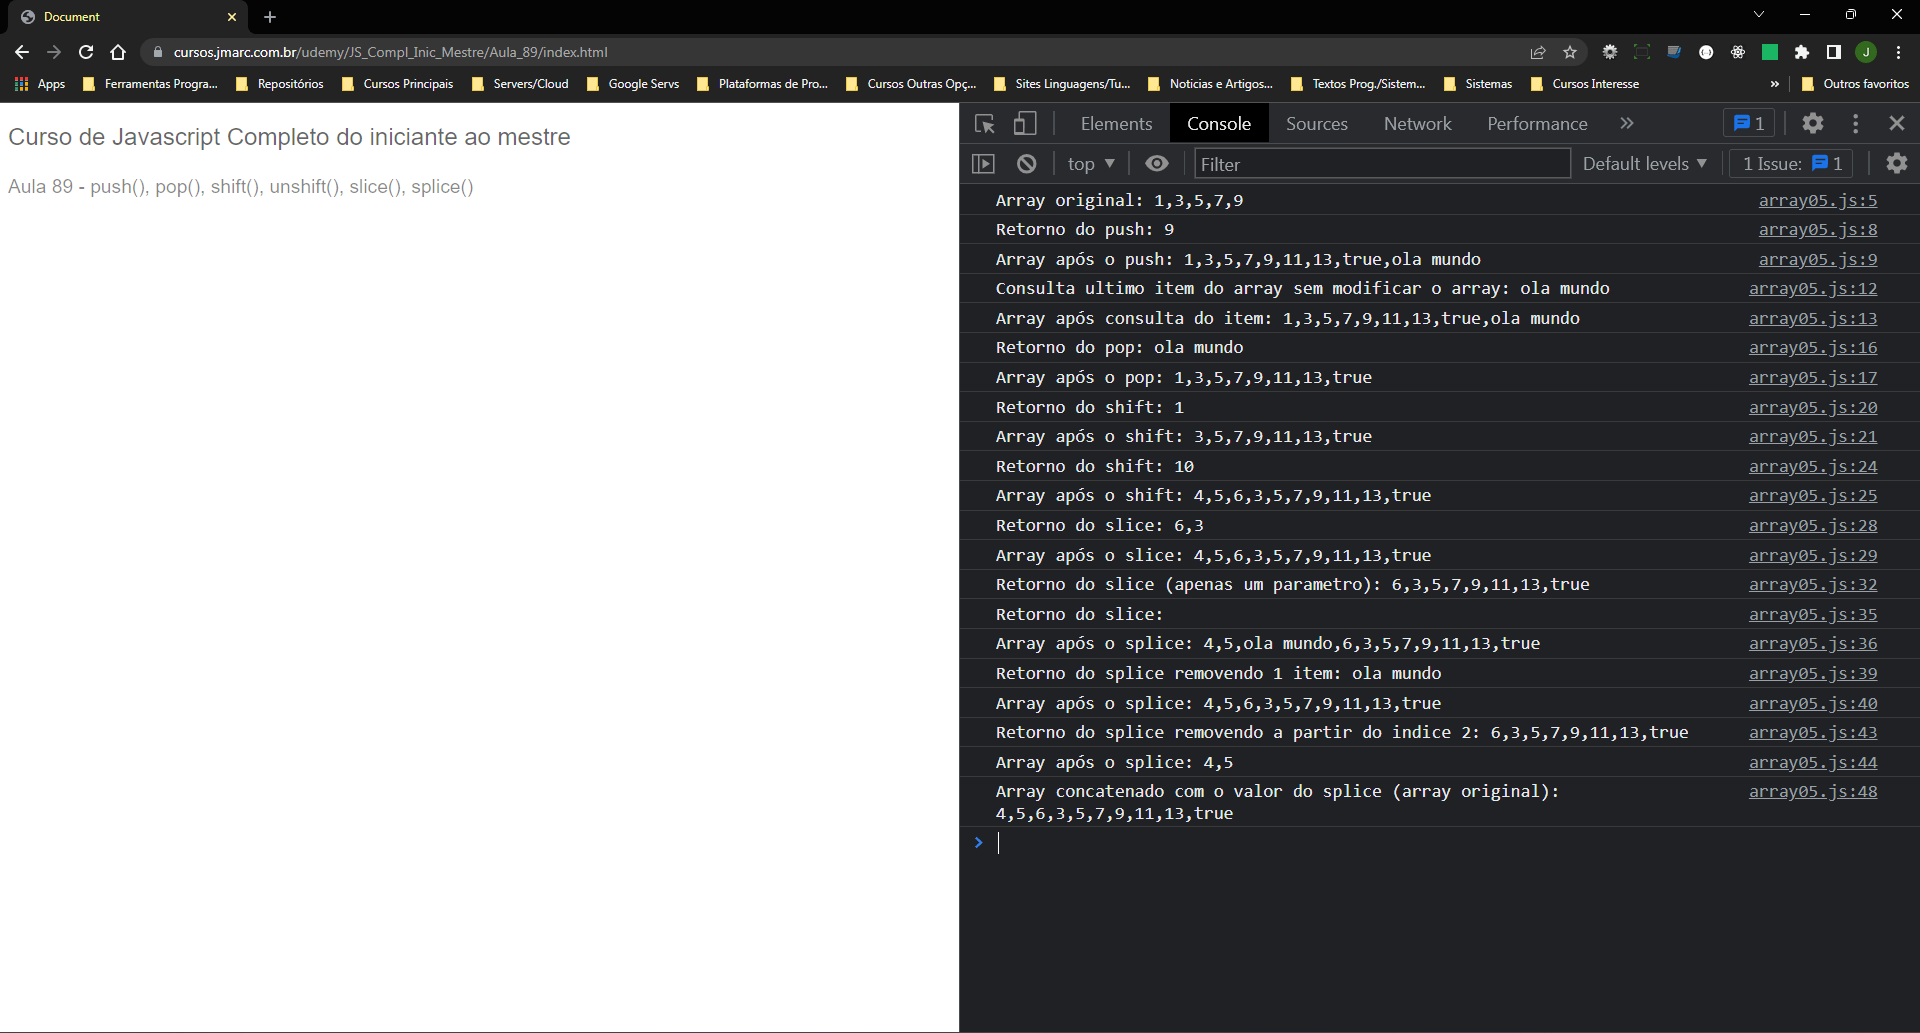 Document
cursos.jmarc.com.br/udemy/JS_Compl_Inic_Mestre/Aula_89/index.html
J
Apps Ferramentas Progra... Repositórios Cursos Principais Servers/Cloud Google Servs Plataformas de Pro... Cursos Outras Opç... Sites Linguagens/Tu... Noticias e Artigos... Textos Prog./Sistem... Sistemas Cursos Interesse » Outros favoritos
Curso de Javascript Completo do iniciante ao mestre
Aula 89 - push(), pop(), shift(), unshift(), slice(), splice()
Elements Console Sources Network Performance » 1
top Filter Default levels 1 Issue: 1
Array original: 1,3,5,7,9 array05.js:5
Retorno do push: 9 array05.js:8
Array após o push: 1,3,5,7,9,11,13,true,ola mundo array05.js:9
Consulta ultimo item do array sem modificar o array: ola mundo array05.js:12
Array após consulta do item: 1,3,5,7,9,11,13,true,ola mundo array05.js:13
Retorno do pop: ola mundo array05.js:16
Array após o pop: 1,3,5,7,9,11,13,true array05.js:17
Retorno do shift: 1 array05.js:20
Array após o shift: 3,5,7,9,11,13,true array05.js:21
Retorno do shift: 10 array05.js:24
Array após o shift: 4,5,6,3,5,7,9,11,13,true array05.js:25
Retorno do slice: 6,3 array05.js:28
Array após o slice: 4,5,6,3,5,7,9,11,13,true array05.js:29
Retorno do slice (apenas um parametro): 6,3,5,7,9,11,13,true array05.js:32
Retorno do slice: array05.js:35
Array após o splice: 4,5,ola mundo,6,3,5,7,9,11,13,true array05.js:36
Retorno do splice removendo 1 item: ola mundo array05.js:39
Array após o splice: 4,5,6,3,5,7,9,11,13,true array05.js:40
Retorno do splice removendo a partir do indice 2: 6,3,5,7,9,11,13,true array05.js:43
Array após o splice: 4,5 array05.js:44
Array concatenado com o valor do splice (array original): array05.js:48
4,5,6,3,5,7,9,11,13,true